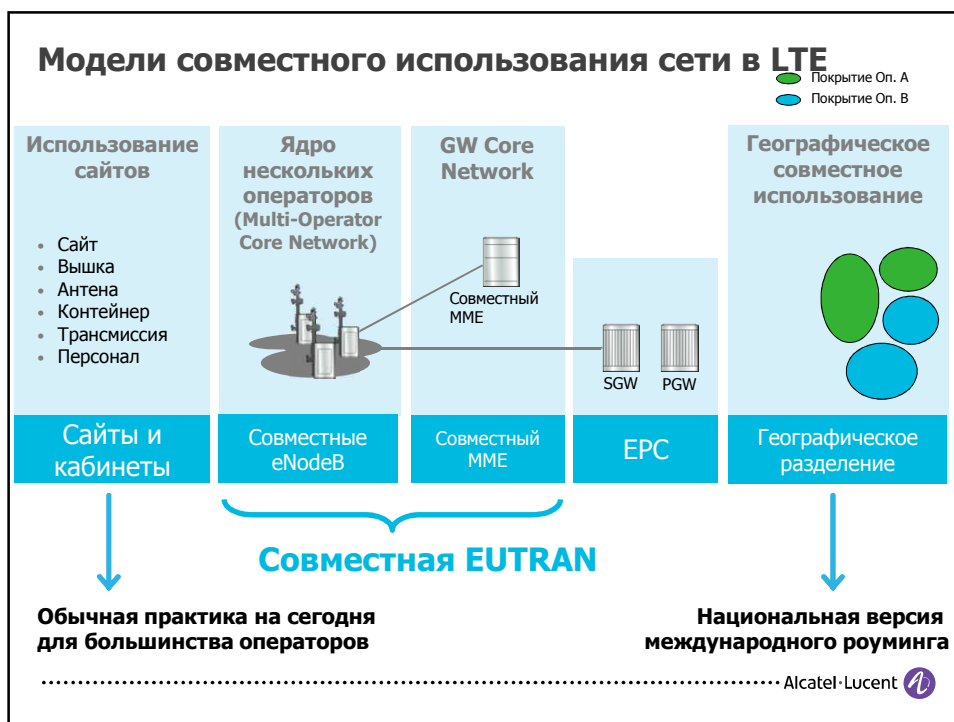 Модели совместного использования сети в LTE
Покрытие Оп. А
Покрытие Оп. В
Использование
сайтов
• Сайт
• Вышка
• Антена
• Контейнер
• Трансмиссия
• Персонал
Сайты и
кабинеты
Ядро
нескольких
операторов
(Multi-Operator
Core Network)
Совместные
eNodeB
GW Core
Network
Совместный
MME
Совместный
MME
SGW
PGW
EPC
Географическое
совместное
использование
Географическое
разделение
Совместная EUTRAN
Обычная практика на сегодня
для большинства операторов
Национальная версия
международного роуминга
Alcatel·Lucent